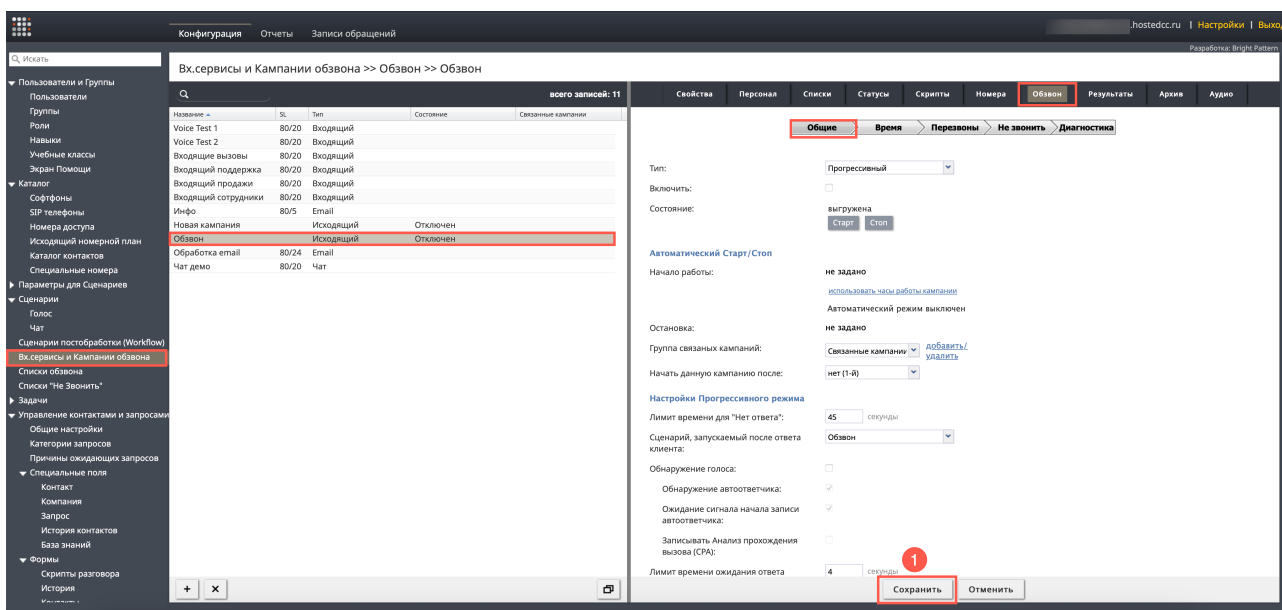 .hostedcc.ru | Настройки | Выхо
Конфигурация Отчеты Записи обращений
Разработка: Bright Pattern
Искать
Пользователи и Группы
Пользователи
Группы
Роли
Навыки
Учебные классы
Экран Помощи
Каталог
Софтфоны
SIP телефоны
Номера доступа
Исходящий номерной план
Каталог контактов
Специальные номера
Параметры для Сценариев
Сценарии
Голос
Чат
Сценарии постобработки (Workflow)
Вх.сервисы и Кампании обзвона
Списки обзвона
Списки "Не Звонить"
Задачи
Управление контактами и запросами
Общие настройки
Категории запросов
Причины ожидающих запросов
Специальные поля
Контакт
Компания
Запрос
История контактов
База знаний
Формы
Скрипты разговора
История
Контакты
Вх.сервисы и Кампании обзвона >> Обзвон >> Обзвон
всего записей: 11
Название SL Тип Состояние Связанные кампании
Voice Test 1 80/20 Входящий
Voice Test 2 80/20 Входящий
Входящие вызовы 80/20 Входящий
Входящий поддержка 80/20 Входящий
Входящий продажи 80/20 Входящий
Входящий сотрудники 80/20 Входящий
Инфо 80/5 Email
Новая кампания Исходящий Отключен
Обзвон Исходящий Отключен
Обработка email 80/24 Email
Чат демо 80/20 Чат
Свойства Персонал Списки Статусы Скрипты Номера Обзвон Результаты Архив Аудио
Общие Время Перезвоны Не звонить Диагностика
Тип: Прогрессивный
Включить:
Состояние: выгружена
Старт Стоп
Автоматический Старт/Стоп
Начало работы: не задано
использовать часы работы кампании
Автоматический режим выключен
Остановка: не задано
Группа связаных кампаний: Связанные кампании добавить/
удалить
Начать данную кампанию после: нет (1-й)
Настройки Прогрессивного режима
Лимит времени для "Нет ответа": 45 секунды
Сценарий, запускаемый после ответа Обзвон
клиента:
Обнаружение голоса:
Обнаружение автоответчика:
Ожидание сигнала начала записи
автоответчика:
Записывать Анализ прохождения
вызова (CPA):
1
Лимит времени ожидания ответа 4 секунды
+ x
Сохранить Отменить